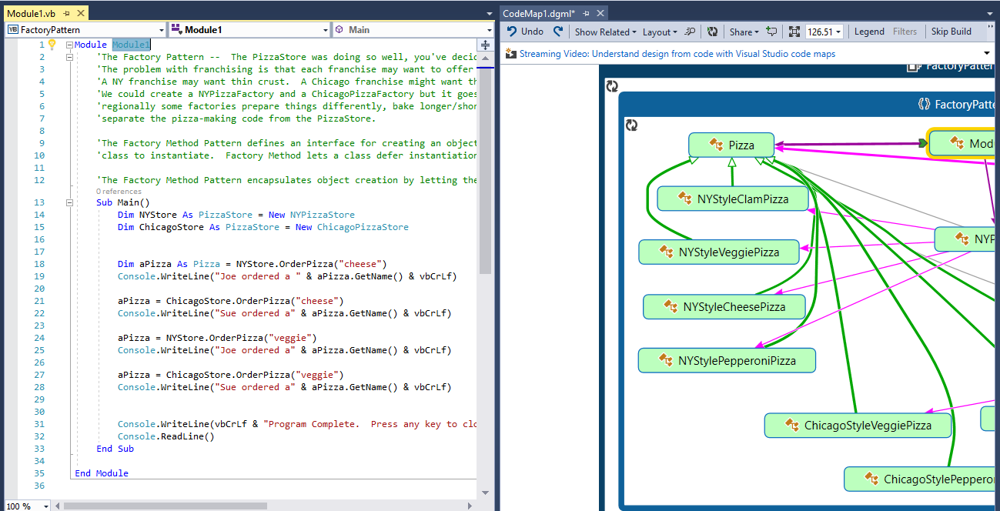 Module1.vb
FactoryPattern
Module1
Main
1 Module Module1
2 'The Factory Pattern --  The PizzaStore was doing so well, you've
3 'The problem with franchising is that each franchise may want to offer
4 'A NY franchise may want thin crust.  A Chicago franchise might want
5 'We could create a NYPizzaFactory and a ChicagoPizzaFactory but it
6 'regionally some factories prepare things differently, bake
7 'separate the pizza-making code from the PizzaStore.
8
9 'The Factory Method Pattern defines an interface for creating an object
10 'class to instantiate.  Factory Method lets a class defer instantiation
11
12 'The Factory Method Pattern encapsulates object creation by letting the
0 references
13 Sub Main()
14 Dim NYStore As PizzaStore = New NYPizzaStore
15 Dim ChicagoStore As PizzaStore = New ChicagoPizzaStore
16
17
18 Dim aPizza As Pizza = NYStore.OrderPizza("cheese")
19 Console.WriteLine("Joe ordered a " & aPizza.GetName() & vbCrLf)
20
21 aPizza = ChicagoStore.OrderPizza("cheese")
22 Console.WriteLine("Sue ordered a" & aPizza.GetName() & vbCrLf)
23
24 aPizza = NYStore.OrderPizza("veggie")
25 Console.WriteLine("Joe ordered a" & aPizza.GetName() & vbCrLf)
26
27 aPizza = ChicagoStore.OrderPizza("veggie")
28 Console.WriteLine("Sue ordered a" & aPizza.GetName() & vbCrLf)
29
30
31 Console.WriteLine(vbCrLf & "Program Complete.  Press any key to clo
32 Console.ReadLine()
33 End Sub
34
35 End Module
36
100 %
CodeMap1.dgml*
Undo Show Related Layout Share 126.51 Legend Filters Skip Build
Streaming Video: Understand design from code with Visual Studio code maps
FactoryPatter
FactoryPatte
Pizza
Mod
NYStyleClamPizza
NYP
NYStyleVeggiePizza
NYStyleCheesePizza
NYStylePepperoniPizza
ChicagoStyleVeggiePizza
ChicagoStylePeppero